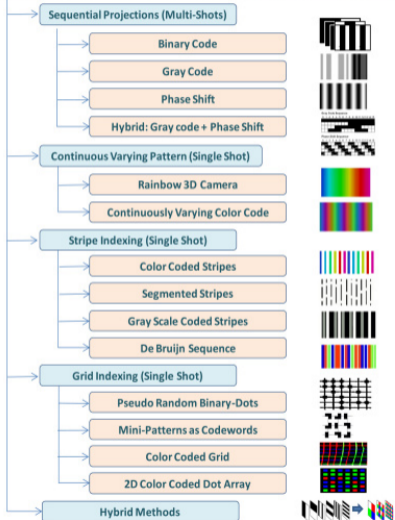 Sequential Projections (Multi-Shots)
Binary Code
Gray Code
Phase Shift
Hybrid: Gray code + Phase Shift
Continuous Varying Pattern (Single Shot)
Rainbow 3D Camera
Continuously Varying Color Code
Stripe Indexing (Single Shot)
Color Coded Stripes
Segmented Stripes
Gray Scale Coded Stripes
De Bruijn Sequence
Grid Indexing (Single Shot)
Pseudo Random Binary-Dots
Mini-Patterns as Codewords
Color Coded Grid
2D Color Coded Dot Array
Hybrid Methods